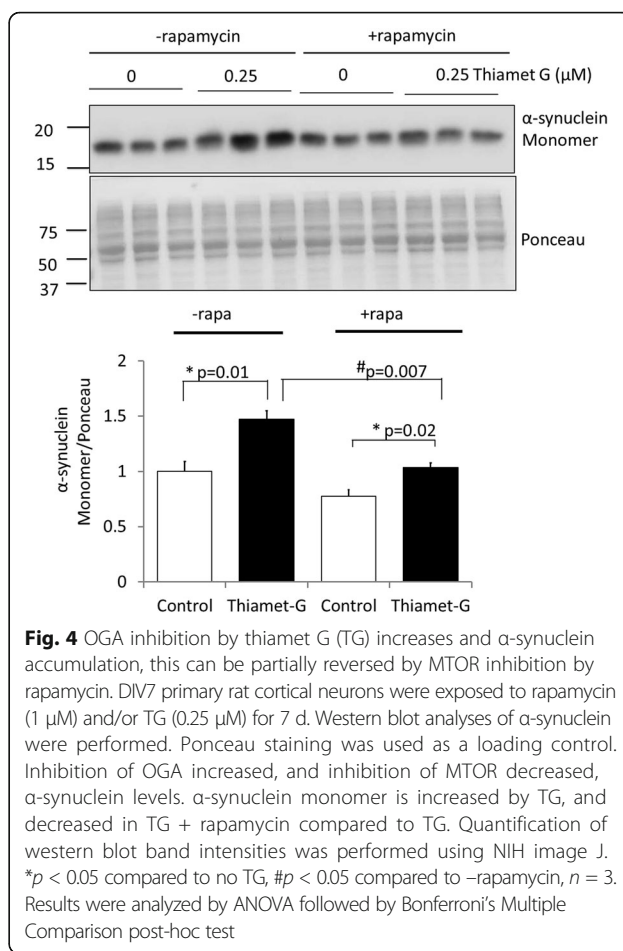 -rapamycin +rapamycin
0 0.25 0 0.25 Thiamet G (μM)
20
15
α-synuclein
Monomer
75
50
37
Ponceau
-rapa +rapa
2
1.5
1
0.5
0
α-synuclein
Monomer/Ponceau
* p=0.01
#p=0.007
* p=0.02
Control Thiamet-G Control Thiamet-G
Fig. 4 OGA inhibition by thiamet G (TG) increases and α-synuclein
accumulation, this can be partially reversed by MTOR inhibition by
rapamycin. DIV7 primary rat cortical neurons were exposed to rapamycin
(1 μM) and/or TG (0.25 μM) for 7 d. Western blot analyses of α-synuclein
were performed. Ponceau staining was used as a loading control.
Inhibition of OGA increased, and inhibition of MTOR decreased,
α-synuclein levels. α-synuclein monomer is increased by TG, and
decreased in TG + rapamycin compared to TG. Quantification of
western blot band intensities was performed using NIH image J.
*p < 0.05 compared to no TG, #p < 0.05 compared to –rapamycin, n = 3.
Results were analyzed by ANOVA followed by Bonferroni's Multiple
Comparison post-hoc test